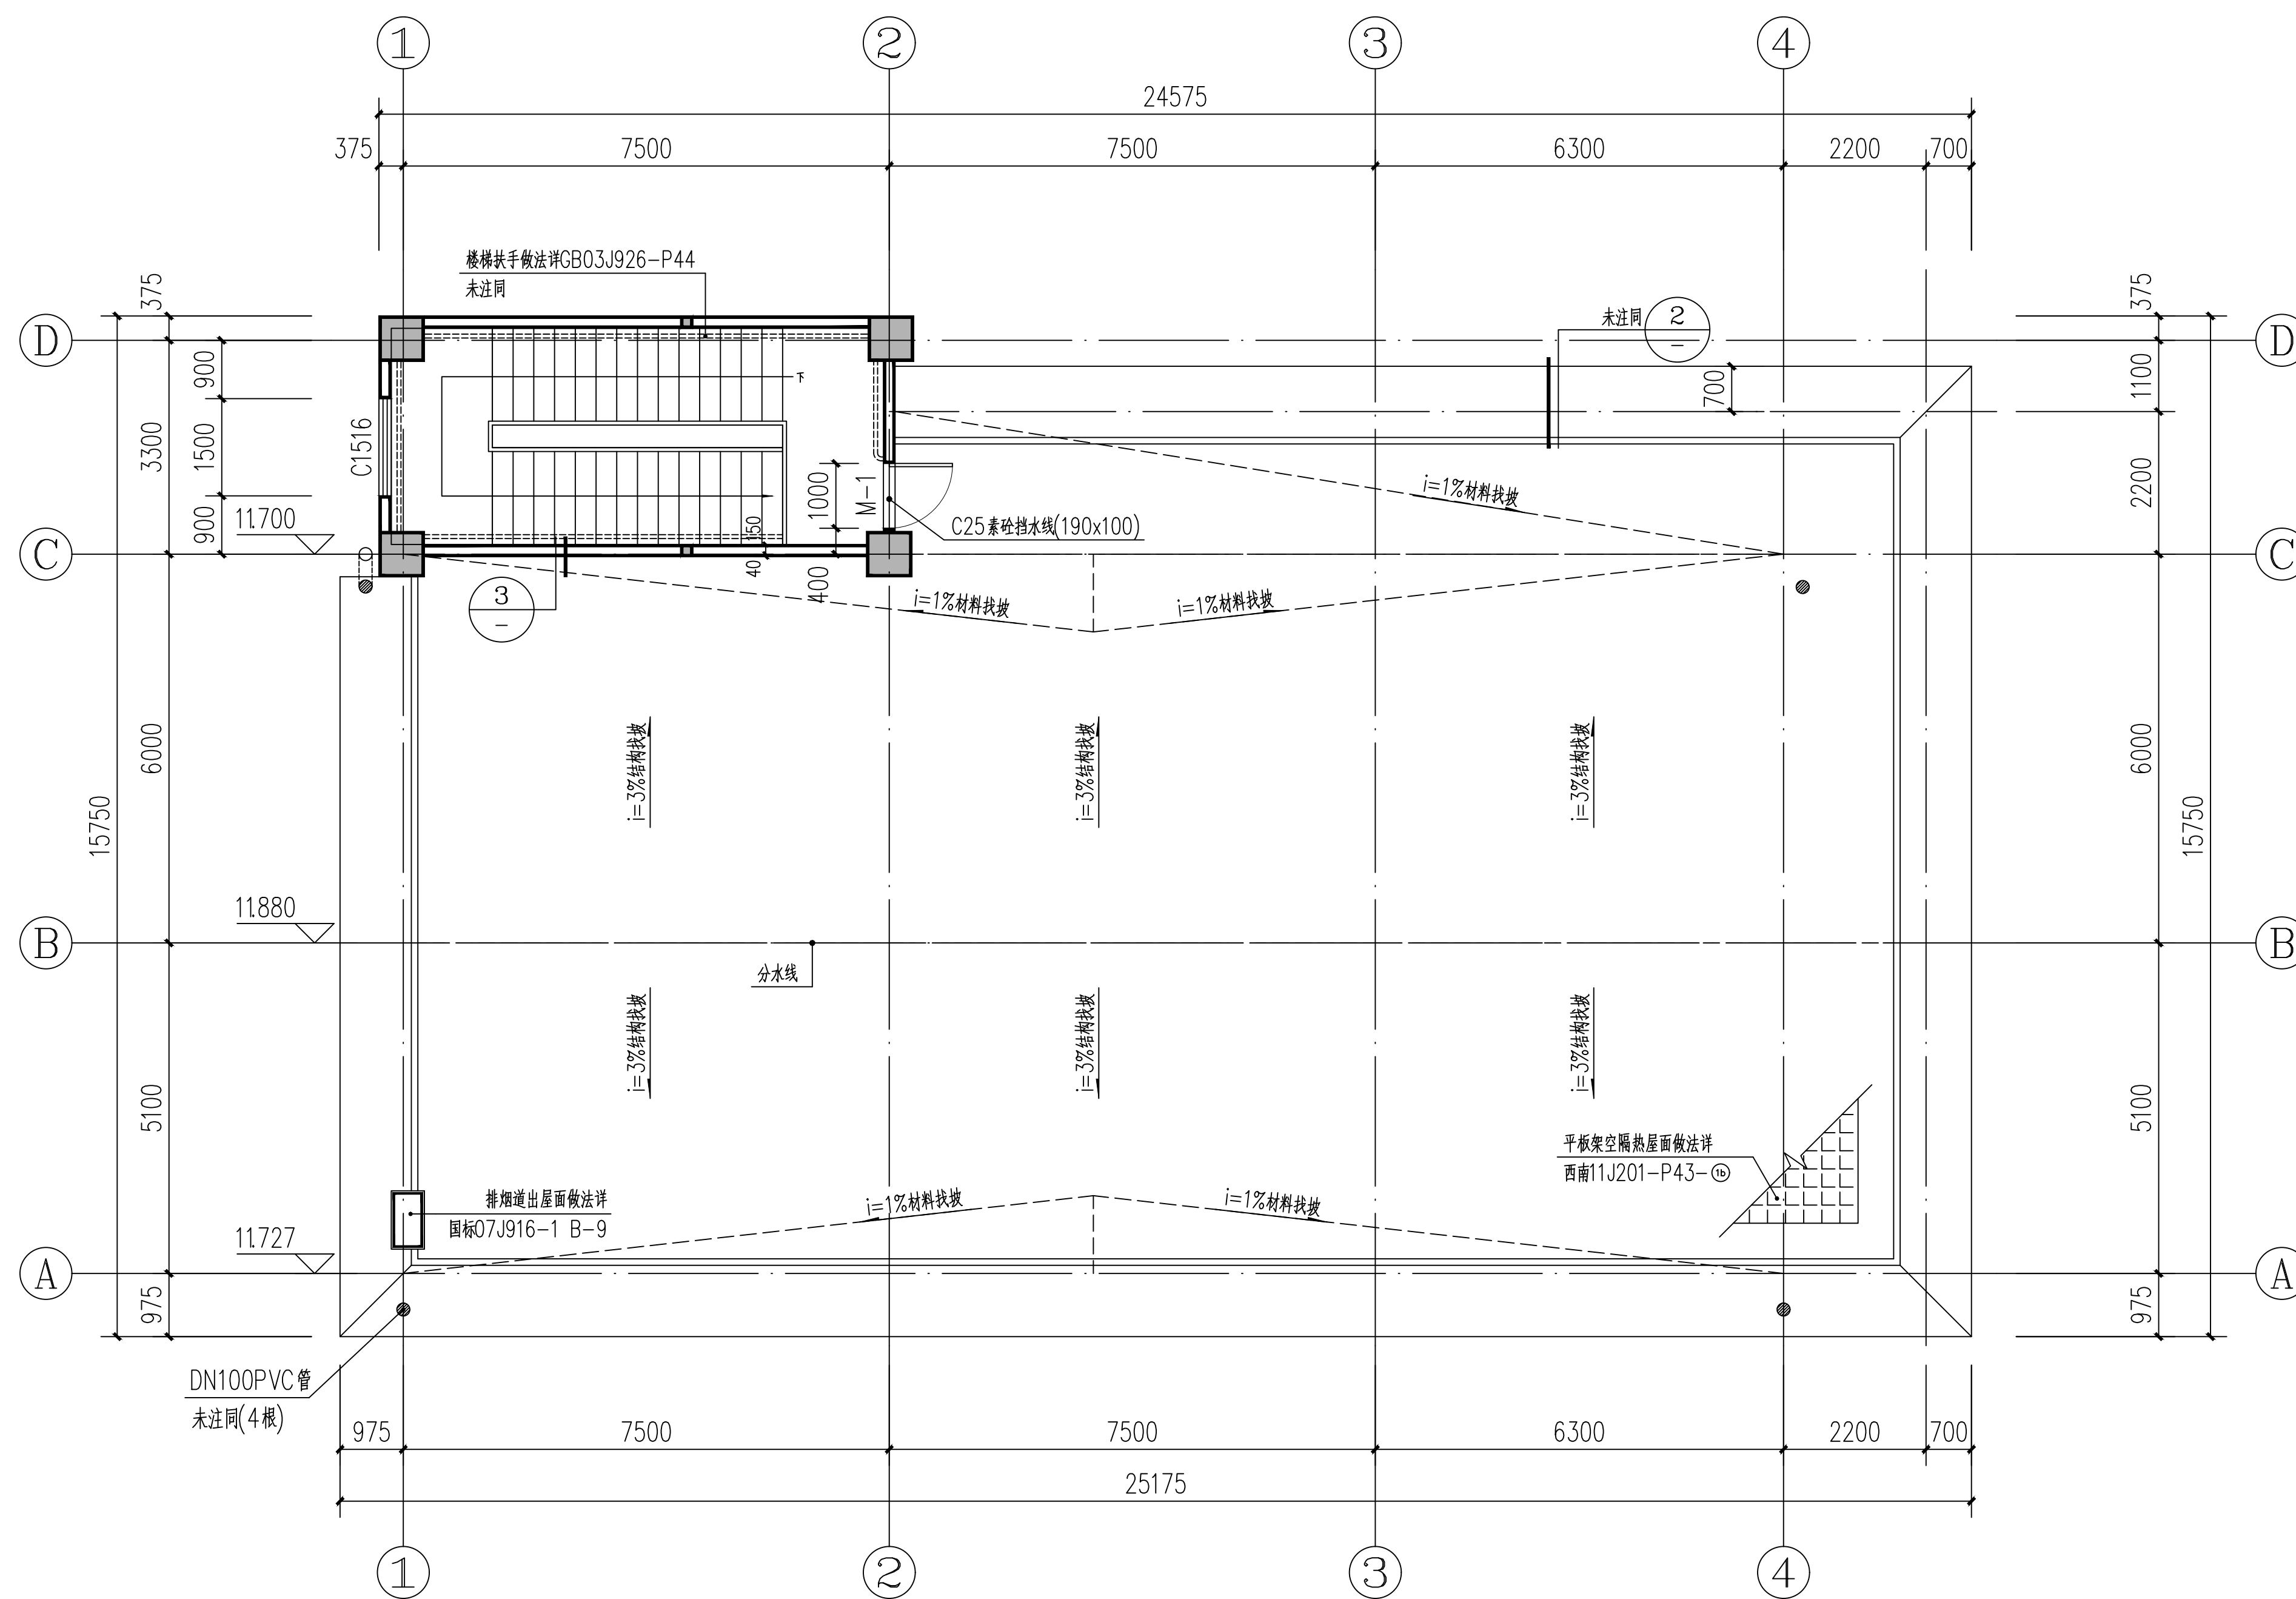 1 2 3 4
24575
375 7500 7500 6300 2200 700
楼梯扶手做法详GB03J926-P44
未注同
未注同 2
-
D
375
900
3300
1500
C1516
900
下
1000
M-1
150
40
400
C25素砼挡水线(190x100)
700
i=1%材料找坡
D
375
1100
2200
11.700
C
3
-
i=1%材料找坡
i=1%材料找坡
C
6000
15750
i=3%结构找坡
i=3%结构找坡
i=3%结构找坡
6000
15750
11.880
B
分水线
B
5100
i=3%结构找坡
i=3%结构找坡
i=3%结构找坡
5100
平板架空隔热屋面做法详
西南11J201-P43-1b
排烟道出屋面做法详
国标07J916-1 B-9
i=1%材料找坡
i=1%材料找坡
11.727
A
975
A
975
DN100PVC管
未注同(4根)
975 7500 7500 6300 2200 700
25175
1 2 3 4